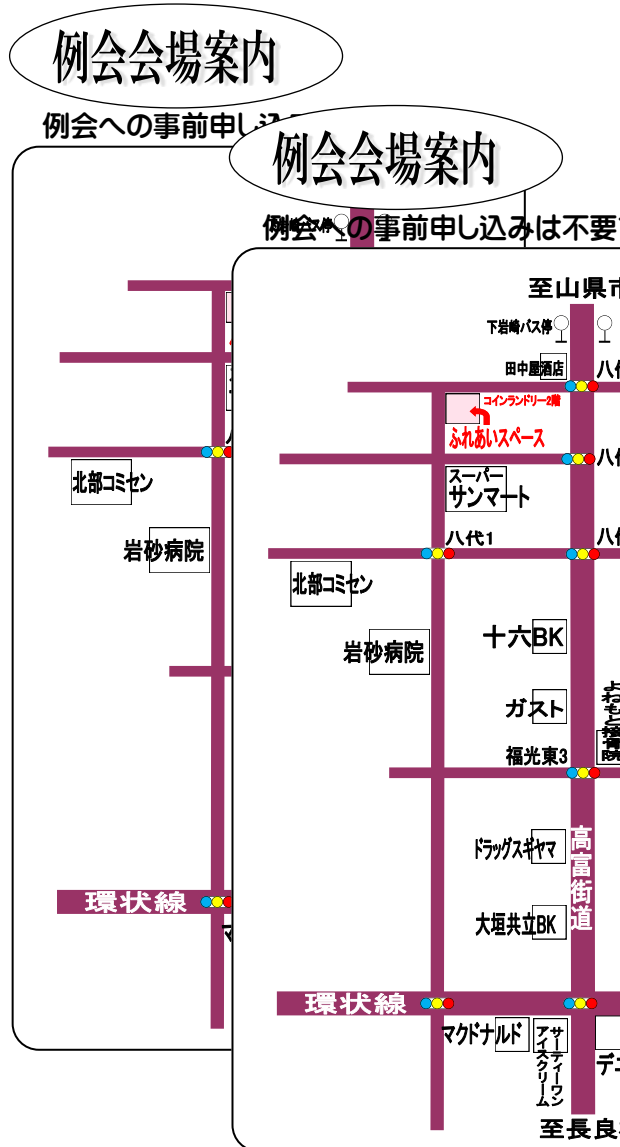 例会会場案内
例会への事前申し込
北部コミセン
岩砂病院
環状線
例会会場案内
例会への事前申し込みは不要
至山県市
下岩崎バス停
田中屋酒店
八代
コインランドリー2階
ふれあいスペース
八代
スーパー
サンマート
八代1
八代
北部コミセン
十六BK
岩砂病院
ガスト
よねもと接骨院
福光東3
高富街道
ドラッグスギヤマ
大垣共立BK
環状線
マクドナルド
サーティーワン
アイスクリーム
デ
至長良